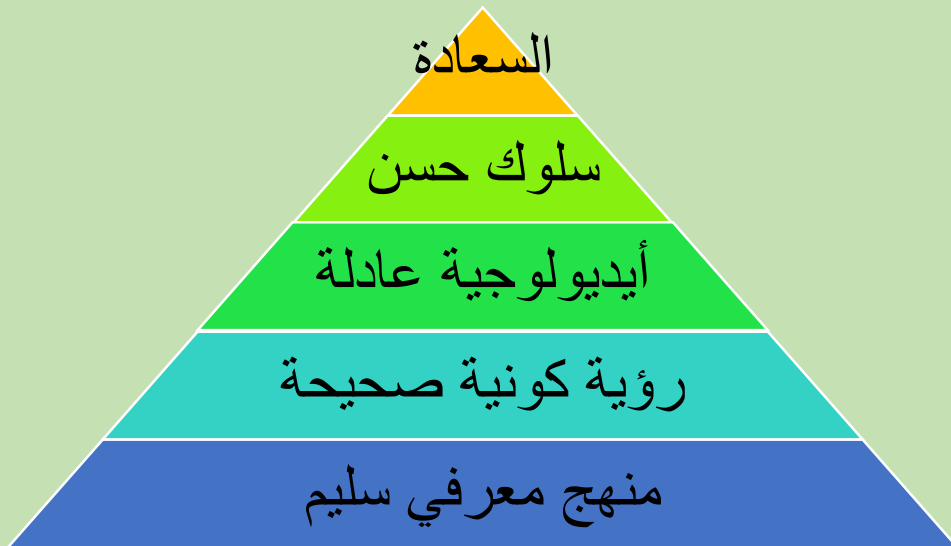 السعادة
سلوك حسن
أيديولوجية عادلة
رؤية كونية صحيحة
منهج معرفي سليم